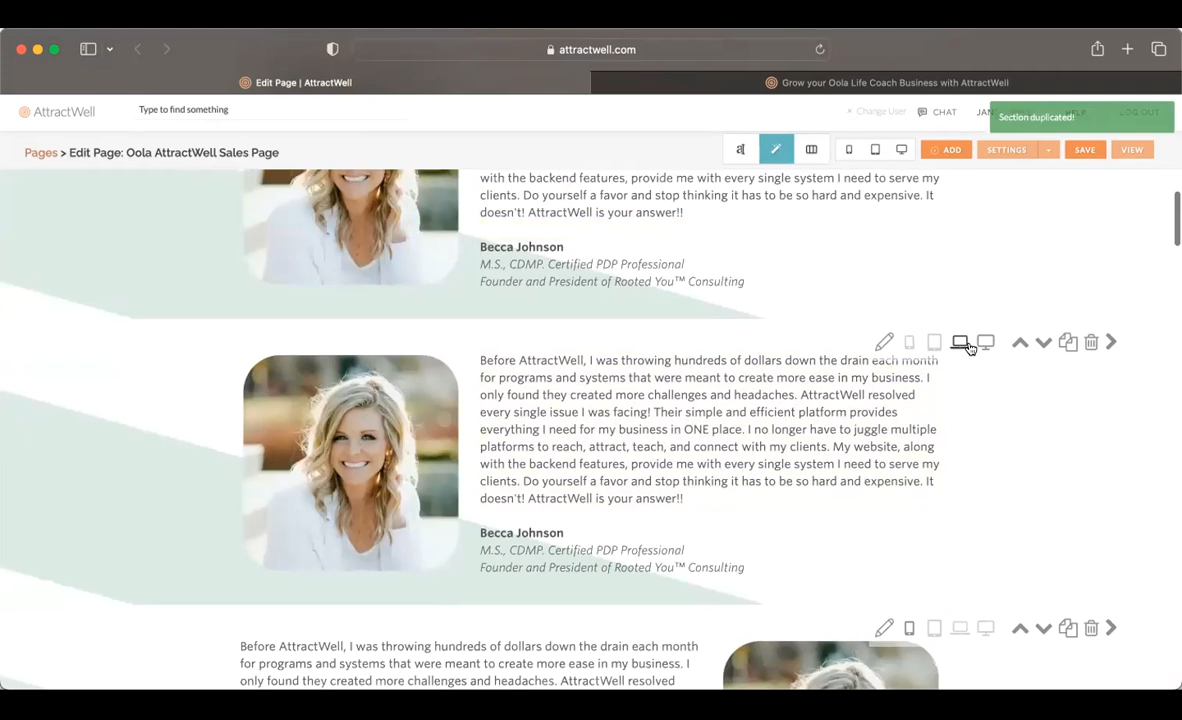 attractwell.com
Edit Page | AttractWell
Grow your Oola Life Coach Business with AttractWell
AttractWell
Type to find something
× Change User
CHAT
JAN
HELP
LOG OUT
Section duplicated!
Pages > Edit Page: Oola AttractWell Sales Page
a
ADD
SETTINGS
SAVE
VIEW
with the backend features, provide me with every single system I need to serve my
clients. Do yourself a favor and stop thinking it has to be so hard and expensive. It
doesn't! AttractWell is your answer!!
Becca Johnson
M.S., CDMP. Certified PDP Professional
Founder and President of Rooted You™ Consulting
Before AttractWell, I was throwing hundreds of dollars down the drain each month
for programs and systems that were meant to create more ease in my business. I
only found they created more challenges and headaches. AttractWell resolved
every single issue I was facing! Their simple and efficient platform provides
everything I need for my business in ONE place. I no longer have to juggle multiple
platforms to reach, attract, teach, and connect with my clients. My website, along
with the backend features, provide me with every single system I need to serve my
clients. Do yourself a favor and stop thinking it has to be so hard and expensive. It
doesn't! AttractWell is your answer!!
Becca Johnson
M.S., CDMP. Certified PDP Professional
Founder and President of Rooted You™ Consulting
Before AttractWell, I was throwing hundreds of dollars down the drain each month
for programs and systems that were meant to create more ease in my business. I
only found they created more challenges and headaches. AttractWell resolved